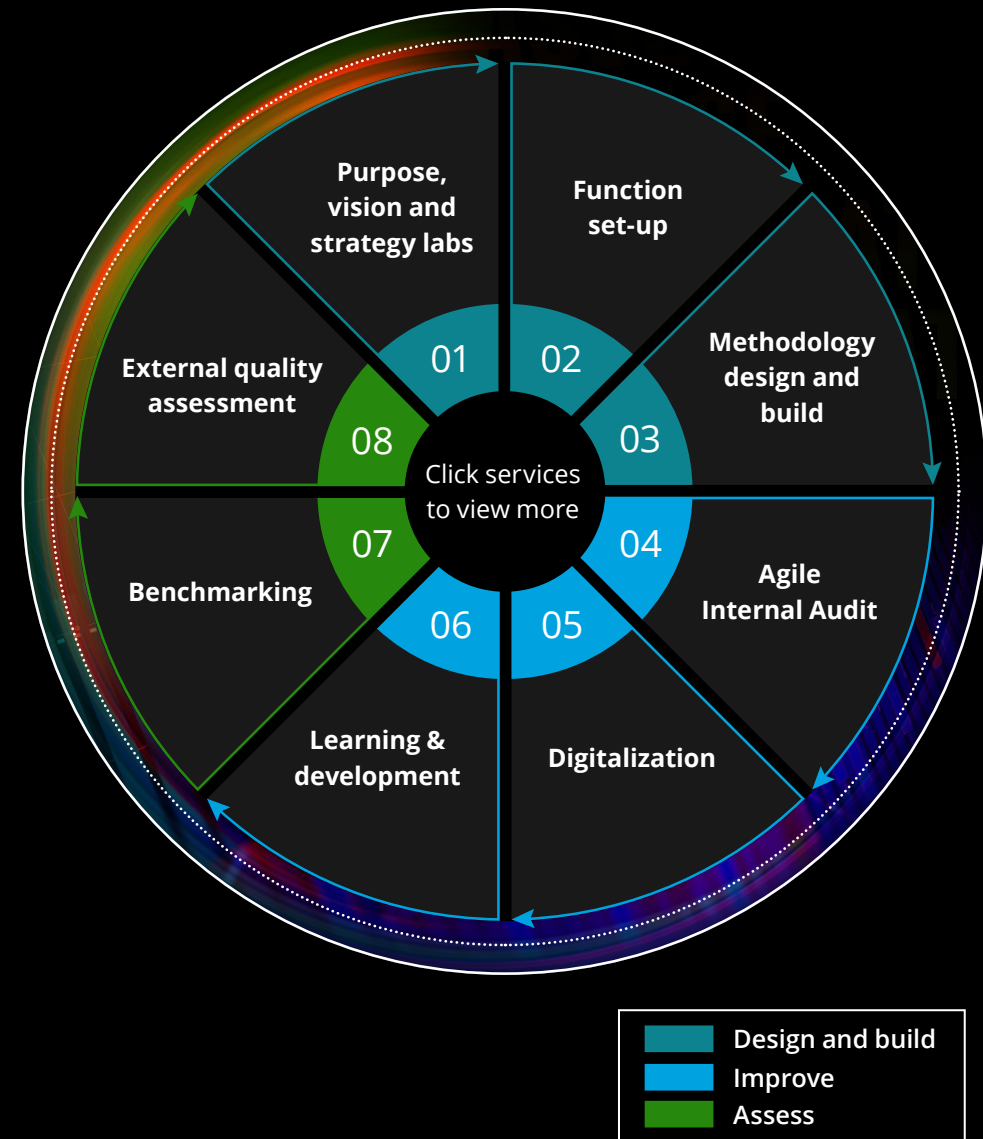 Purpose,
vision and
strategy labs
01
Function
set-up
02
Methodology
design and
build
03
Agile
Internal Audit
04
Digitalization
05
Learning &
development
06
Benchmarking
07
External quality
assessment
08
Click services
to view more
Design and build
Improve
Assess